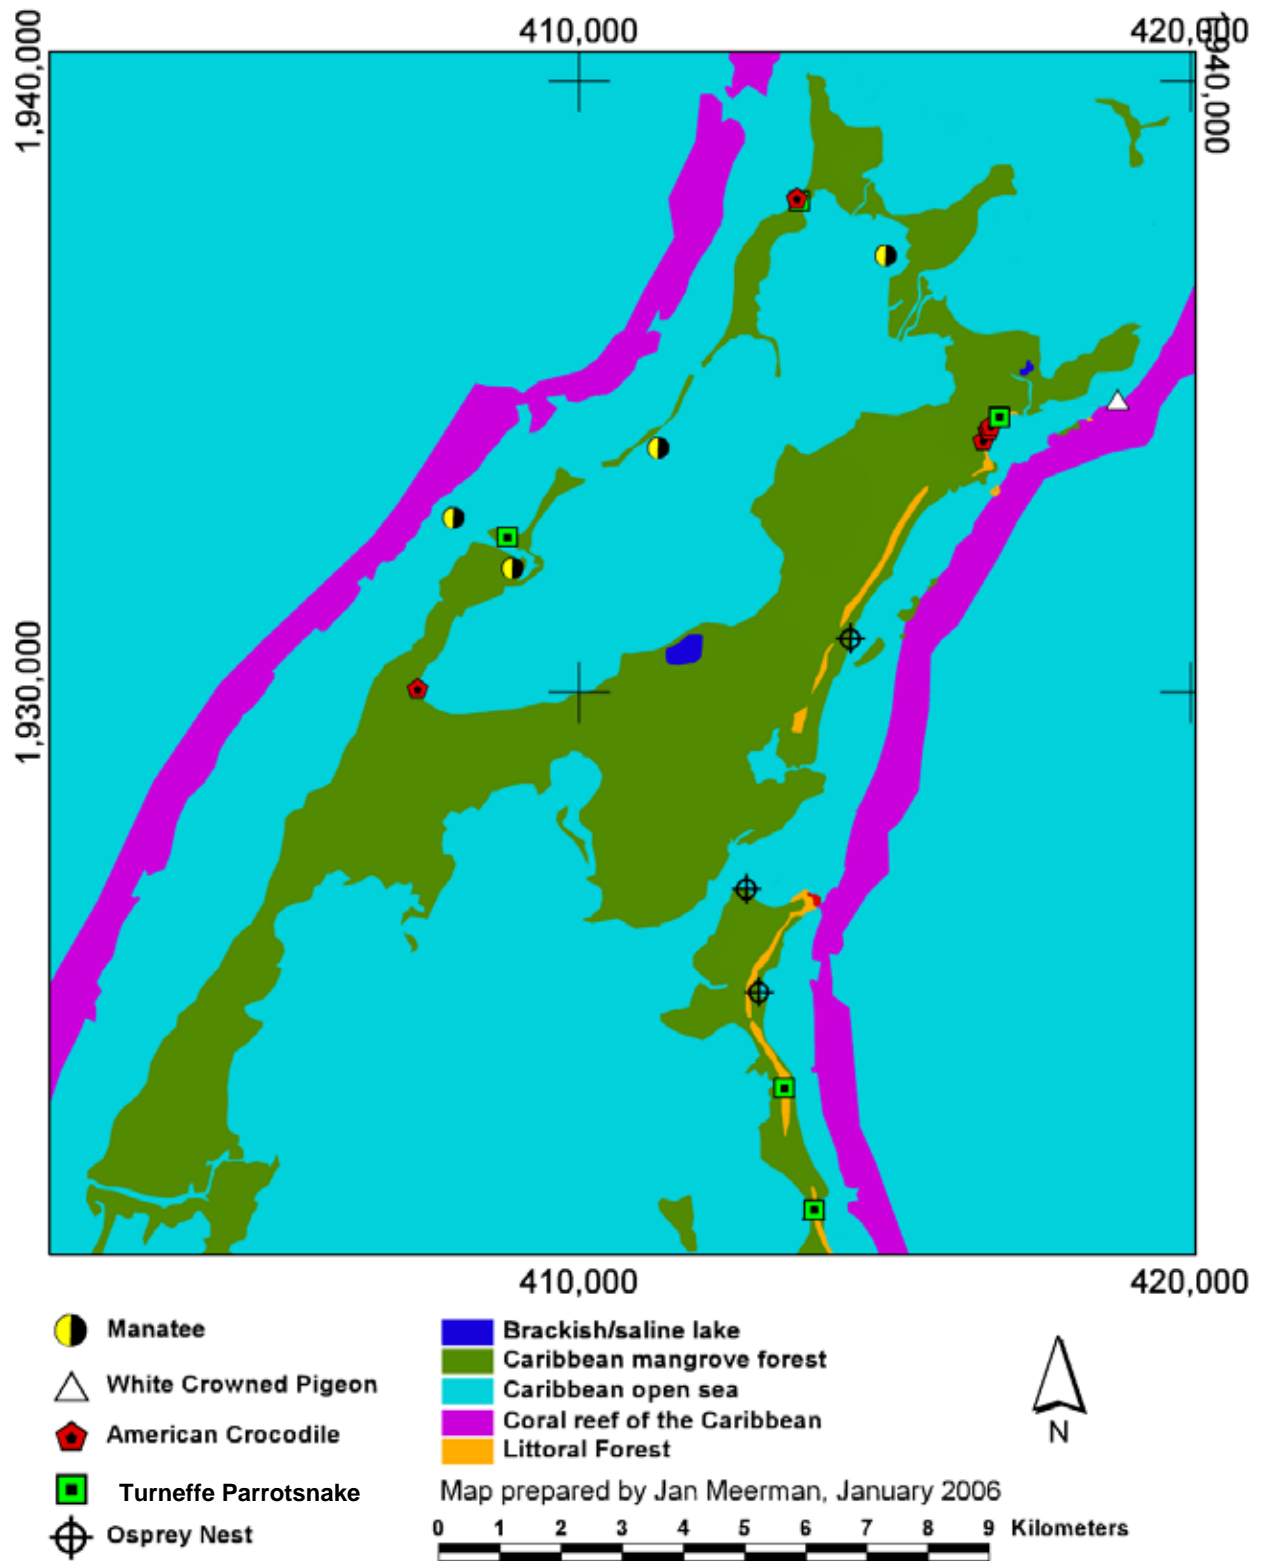 410,000
420,000
1,940,000
1,940,000
1,930,000
410,000
420,000
Manatee
White Crowned Pigeon
American Crocodile
Turneffe Parrotsnake
Osprey Nest
Brackish/saline lake
Caribbean mangrove forest
Caribbean open sea
Coral reef of the Caribbean
Littoral Forest
N
Map prepared by Jan Meerman, January 2006
0 1 2 3 4 5 6 7 8 9 Kilometers